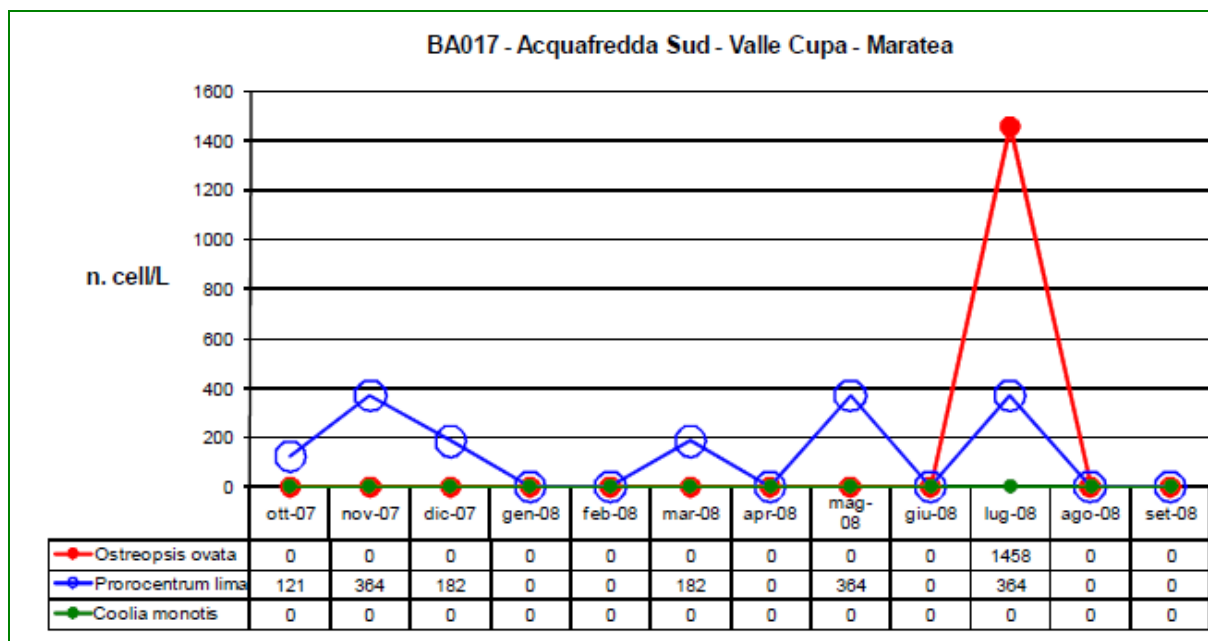 BA017 - Acquafredda Sud - Valle Cupa - Maratea
n. cell/L
1600
1400
1200
1000
800
600
400
200
0
ott-07 nov-07 dic-07 gen-08 feb-08 mar-08 apr-08 mag-08 giu-08 lug-08 ago-08 set-08
Ostreopsis ovata 0 0 0 0 0 0 0 0 0 1458 0 0
Prorocentrum lima 121 364 182 0 0 182 0 364 0 364 0 0
Coolia monotis 0 0 0 0 0 0 0 0 0 0 0 0